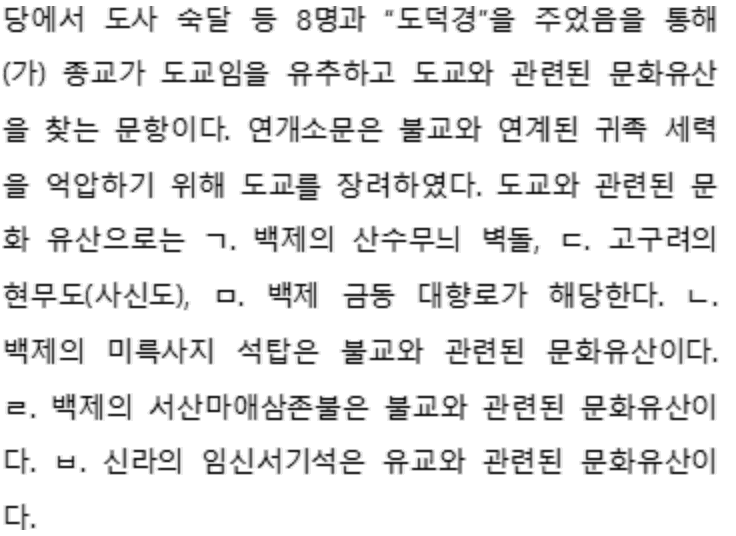 당에서 도사 숙달 등 8명과 “도덕경”을 주었음을 통해
(가) 종교가 도교임을 유추하고 도교와 관련된 문화유산
을 찾는 문항이다. 연개소문은 불교와 연계된 귀족 세력
을 억압하기 위해 도교를 장려하였다. 도교와 관련된 문
화 유산으로는 ㄱ. 백제의 산수무늬 벽돌, ㄷ. 고구려의
현무도(사신도), ㅁ. 백제 금동 대향로가 해당한다. ㄴ.
백제의 미륵사지 석탑은 불교와 관련된 문화유산이다.
ㄹ. 백제의 서산마애삼존불은 불교와 관련된 문화유산이
다. ㅂ. 신라의 임신서기석은 유교와 관련된 문화유산이
다.